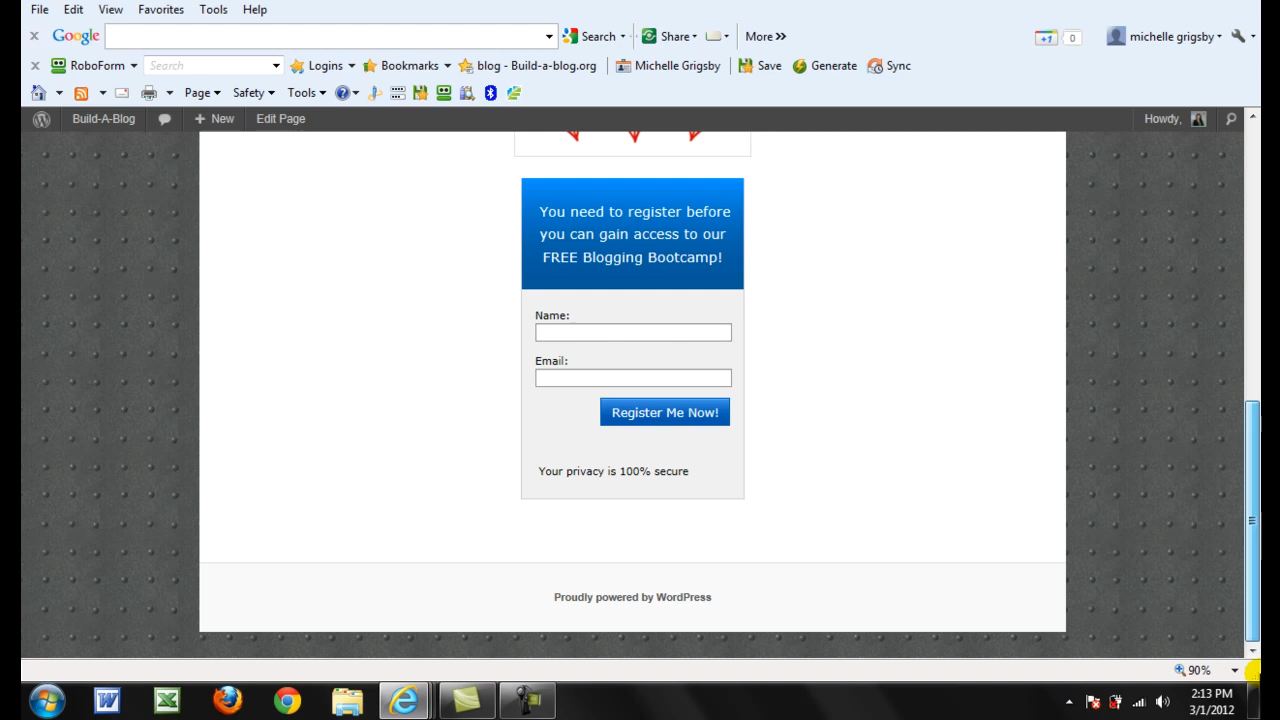 File Edit View Favorites Tools Help
x Google Search Share More »  +1 0 michelle grigsby
x RoboForm Search Logins Bookmarks blog - Build-a-blog.org Michelle Grigsby Save Generate Sync
Page Safety Tools
Build-A-Blog + New Edit Page Howdy,
You need to register before
you can gain access to our
FREE Blogging Bootcamp!
Name:
Email:
Register Me Now!
Your privacy is 100% secure
Proudly powered by WordPress
90%
2:13 PM
3/1/2012